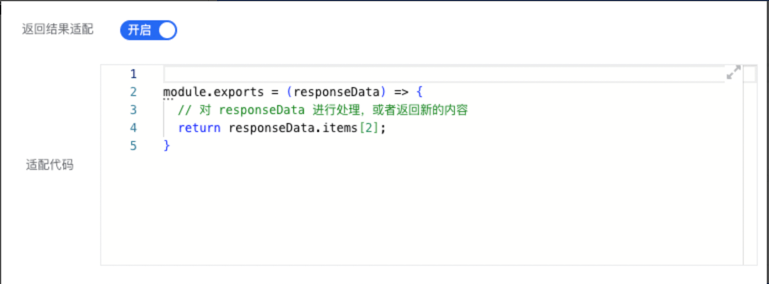 返回结果适配 开启
1
2 module.exports = (responseData) => {
3 // 对 responseData 进行处理，或者返回新的内容
4 return responseData.items[2];
5 }
适配代码